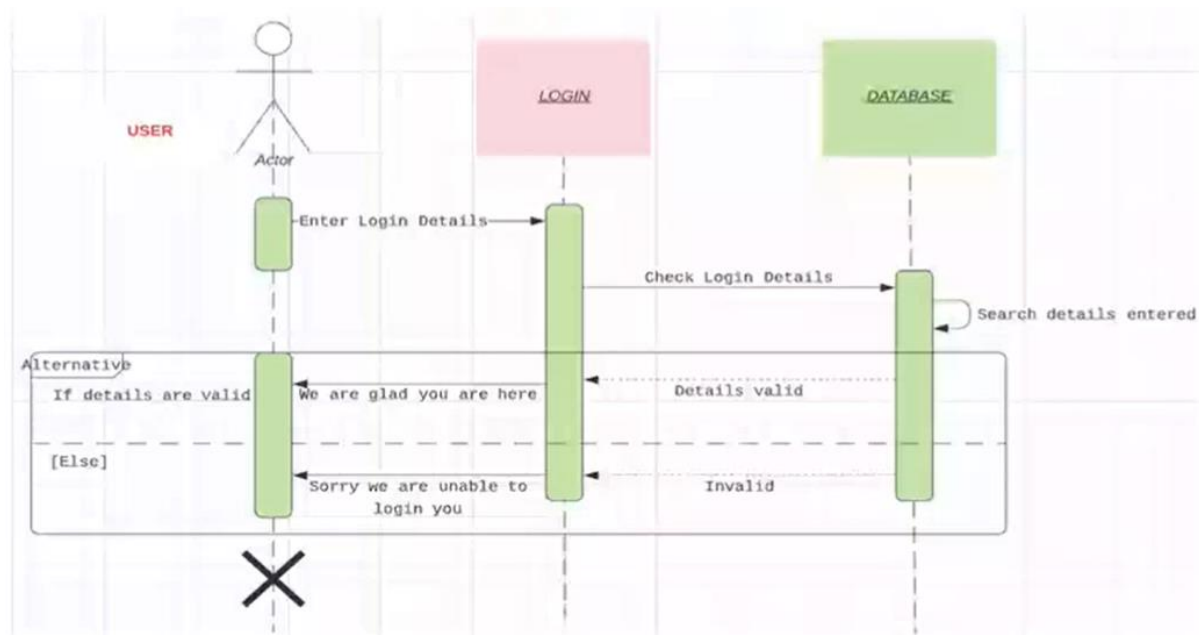 LOGIN
DATABASE
USER
Actor
Enter Login Details
Check Login Details
Search details entered
Alternative
If details are valid
We are glad you are here
Details valid
[Else]
Sorry we are unable to
login you
Invalid